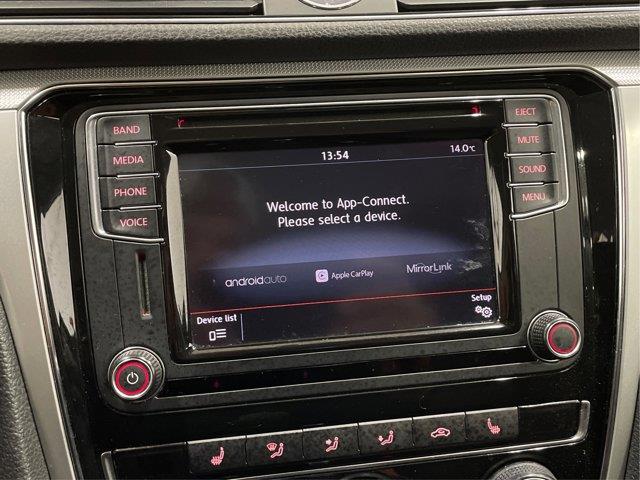 BAND
MEDIA
PHONE
VOICE
EJECT
MUTE
SOUND
MENU
13:54
14.0°C
Welcome to App-Connect.
Please select a device.
androidauto
Apple CarPlay
MirrorLink
Device list
Setup